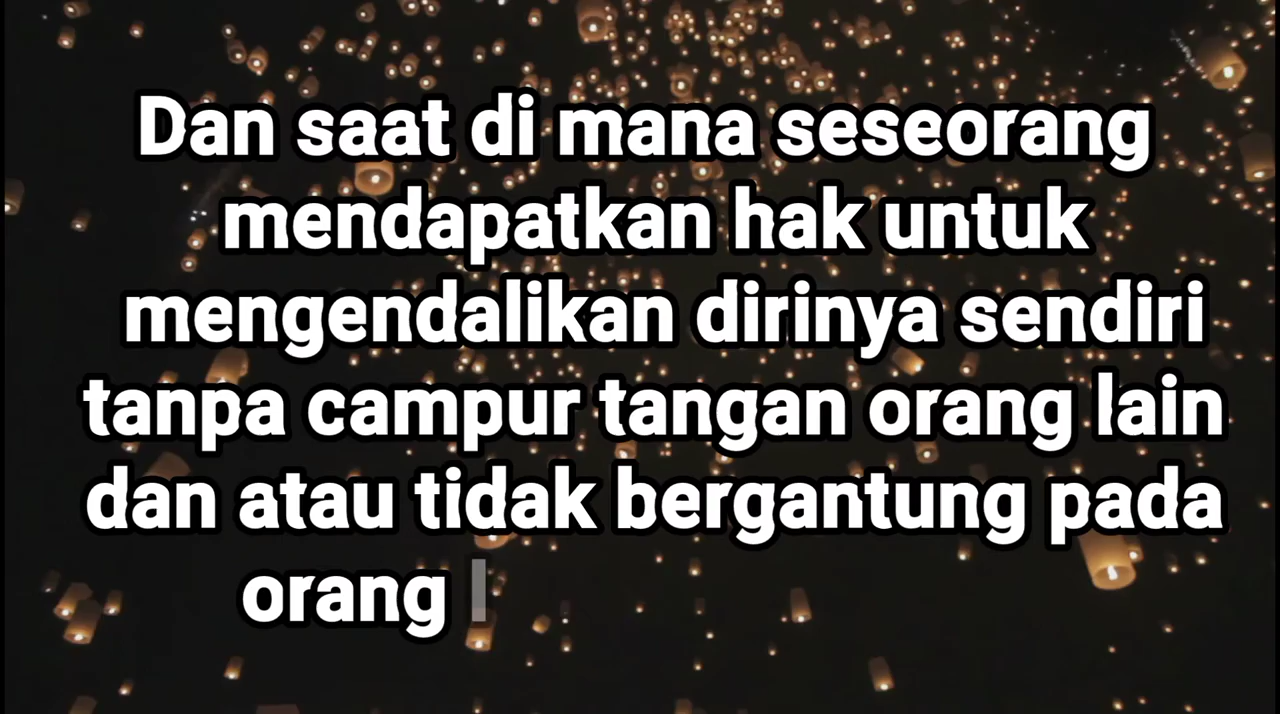 Dan saat di mana seseorang
mendapatkan hak untuk
mengendalikan dirinya sendiri
tanpa campur tangan orang lain
dan atau tidak bergantung pada
orang l